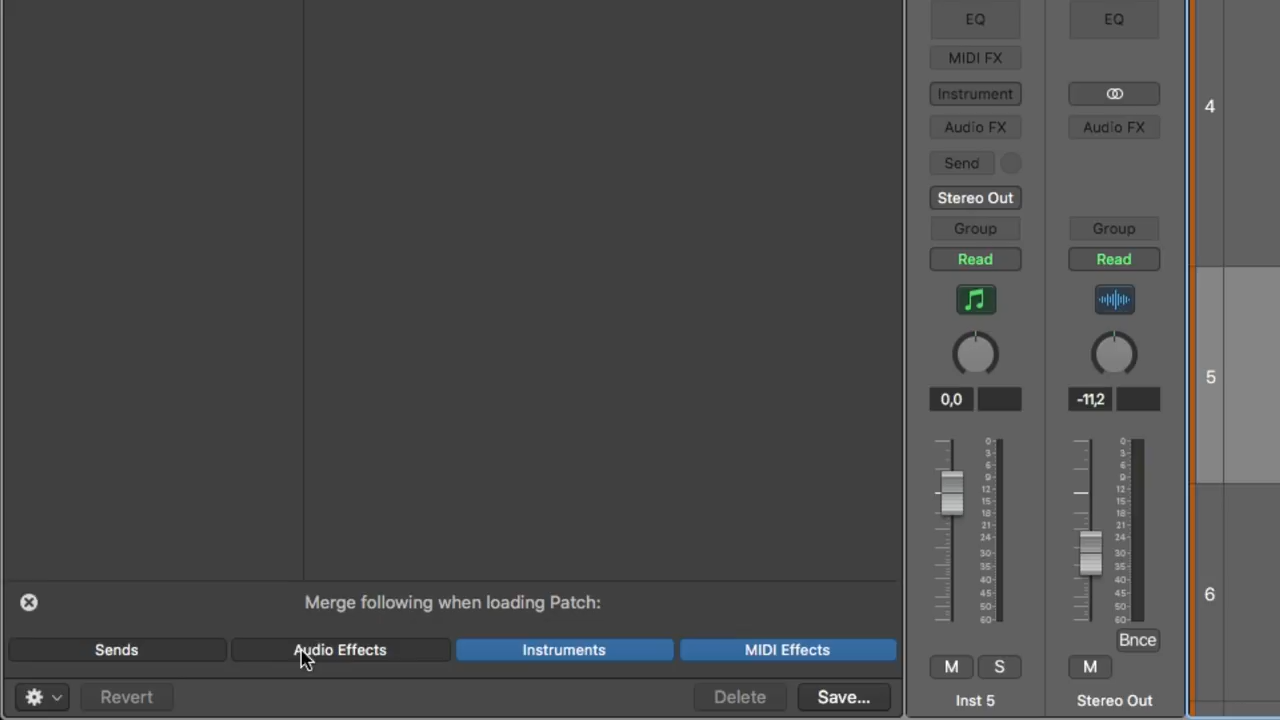 EQ
EQ
MIDI FX
Instrument
Audio FX
Audio FX
Send
Stereo Out
Group
Group
Read
Read
0,0
-11,2
0-
3-
6-
9-
12-
15-
18-
21-
24-
30-
35-
40-
45-
50-
60-
0-
3-
6-
9-
12-
15-
18-
21-
24-
30-
35-
40-
45-
50-
60-
Bnce
M
S
M
Inst 5
Stereo Out
4
5
6
Merge following when loading Patch:
Sends
Audio Effects
Instruments
MIDI Effects
Revert
Delete
Save...